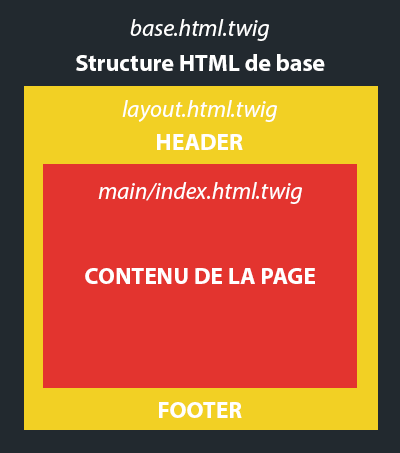 base.html.twig
Structure HTML de base
layout.html.twig
HEADER
main/index.html.twig
CONTENU DE LA PAGE
FOOTER